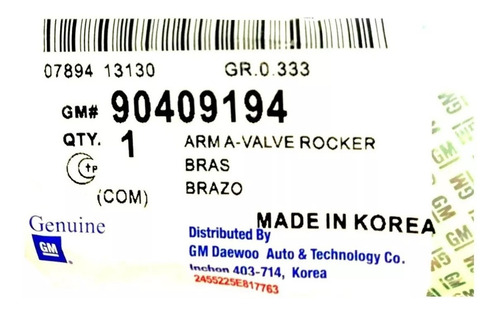 07894 13130 GR.0.333
GM# 90409194
QTY. 1 ARM A-VALVE ROCKER
BRAS
(COM) BRAZO
MADE IN KOREA
Genuine
GM
Distributed By
GM Daewoo Auto & Technology Co.
Inchon 403-714, Korea
2455225E817763